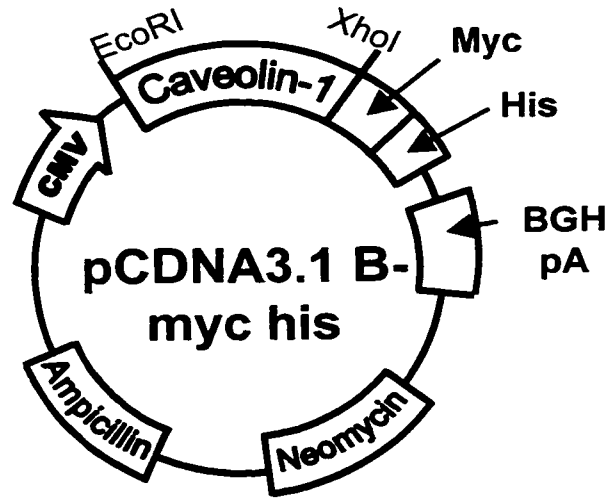 EcoRI
XhoI
Myc
Caveolin-1
His
CMV
BGH
pA
pCDNA3.1 B-
myc his
Ampicillin
Neomycin